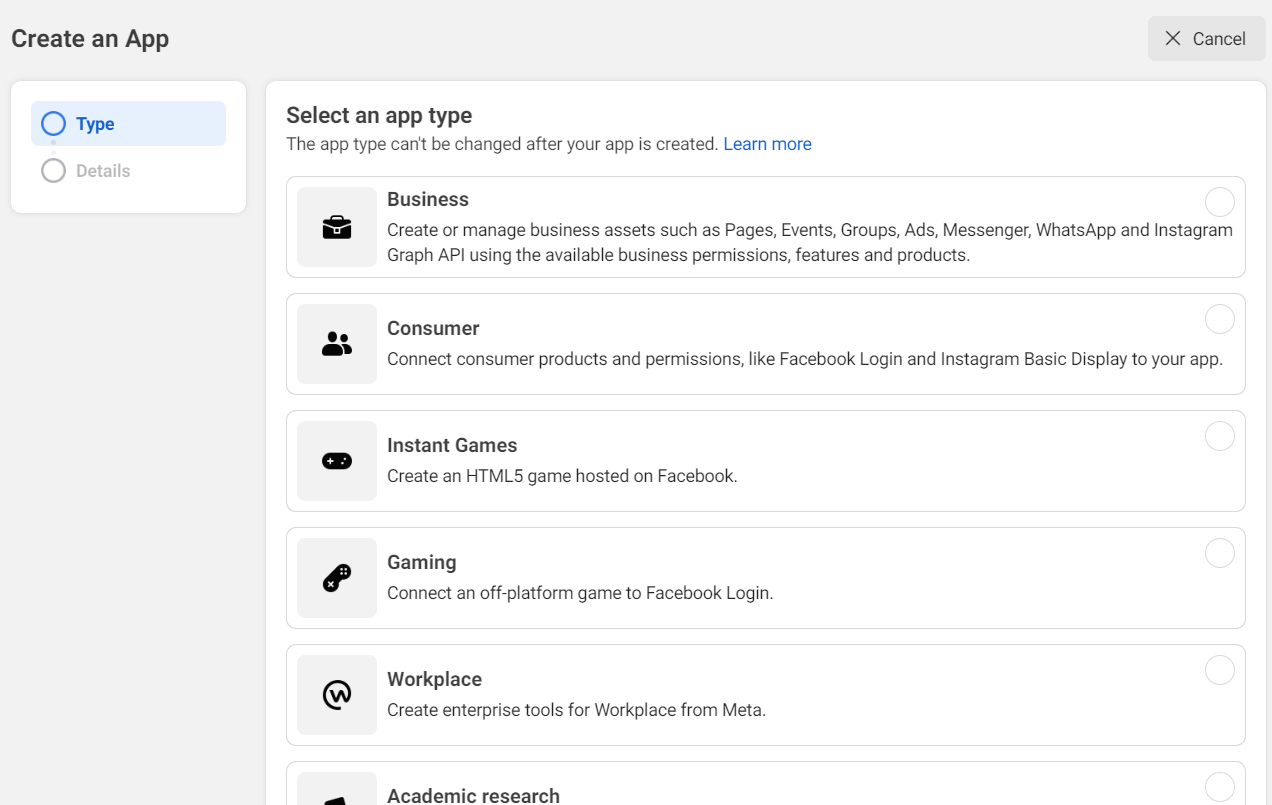 Create an App
Cancel
Type
Details
Select an app type
The app type can't be changed after your app is created. Learn more
Business
Create or manage business assets such as Pages, Events, Groups, Ads, Messenger, WhatsApp and Instagram
Graph API using the available business permissions, features and products.
Consumer
Connect consumer products and permissions, like Facebook Login and Instagram Basic Display to your app.
Instant Games
Create an HTML5 game hosted on Facebook.
Gaming
Connect an off-platform game to Facebook Login.
Workplace
Create enterprise tools for Workplace from Meta.
Academic research